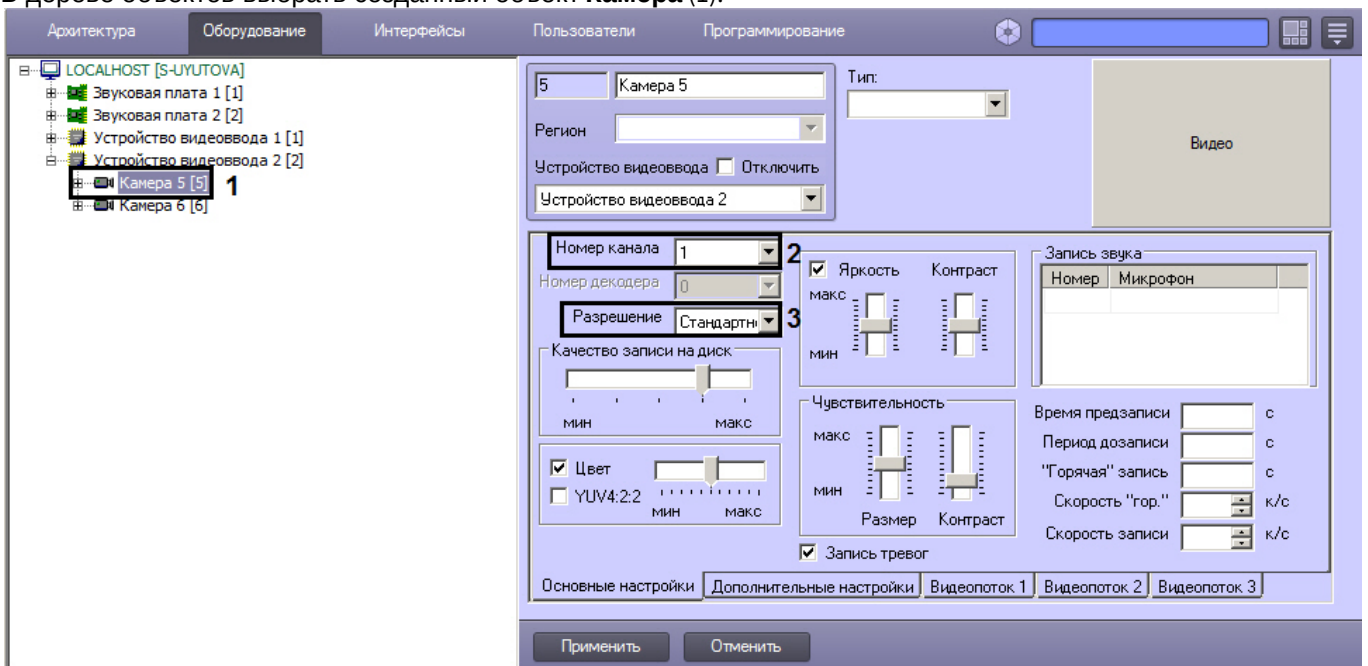 В дереве объектов выбрать созданный объект Камера (1).
Архитектура Оборудование Интерфейсы Пользователи Программирование
LOCALHOST [S-UYUTOVA]
Звуковая плата 1 [1]
Звуковая плата 2 [2]
Устройство видеоввода 1 [1]
Устройство видеоввода 2 [2]
Камера 5 [5] 1
Камера 6 [6]
5 Камера 5
Тип:
Регион
Устройство видеоввода Отключить
Устройство видеоввода 2
Видео
Номер канала 1 2
Номер декодера 0
Разрешение Стандартн 3
Качество записи на диск
мин макс
Цвет
YUV4:2:2
мин макс
Яркость Контраст
макс
мин
Чувствительность
макс
мин
Размер Контраст
Запись тревог
Запись звука
Номер Микрофон
Время предзаписи с
Период дозаписи с
"Горячая" запись с
Скорость "гор." к/с
Скорость записи к/с
Основные настройки Дополнительные настройки Видеопоток 1 Видеопоток 2 Видеопоток 3
Применить Отменить